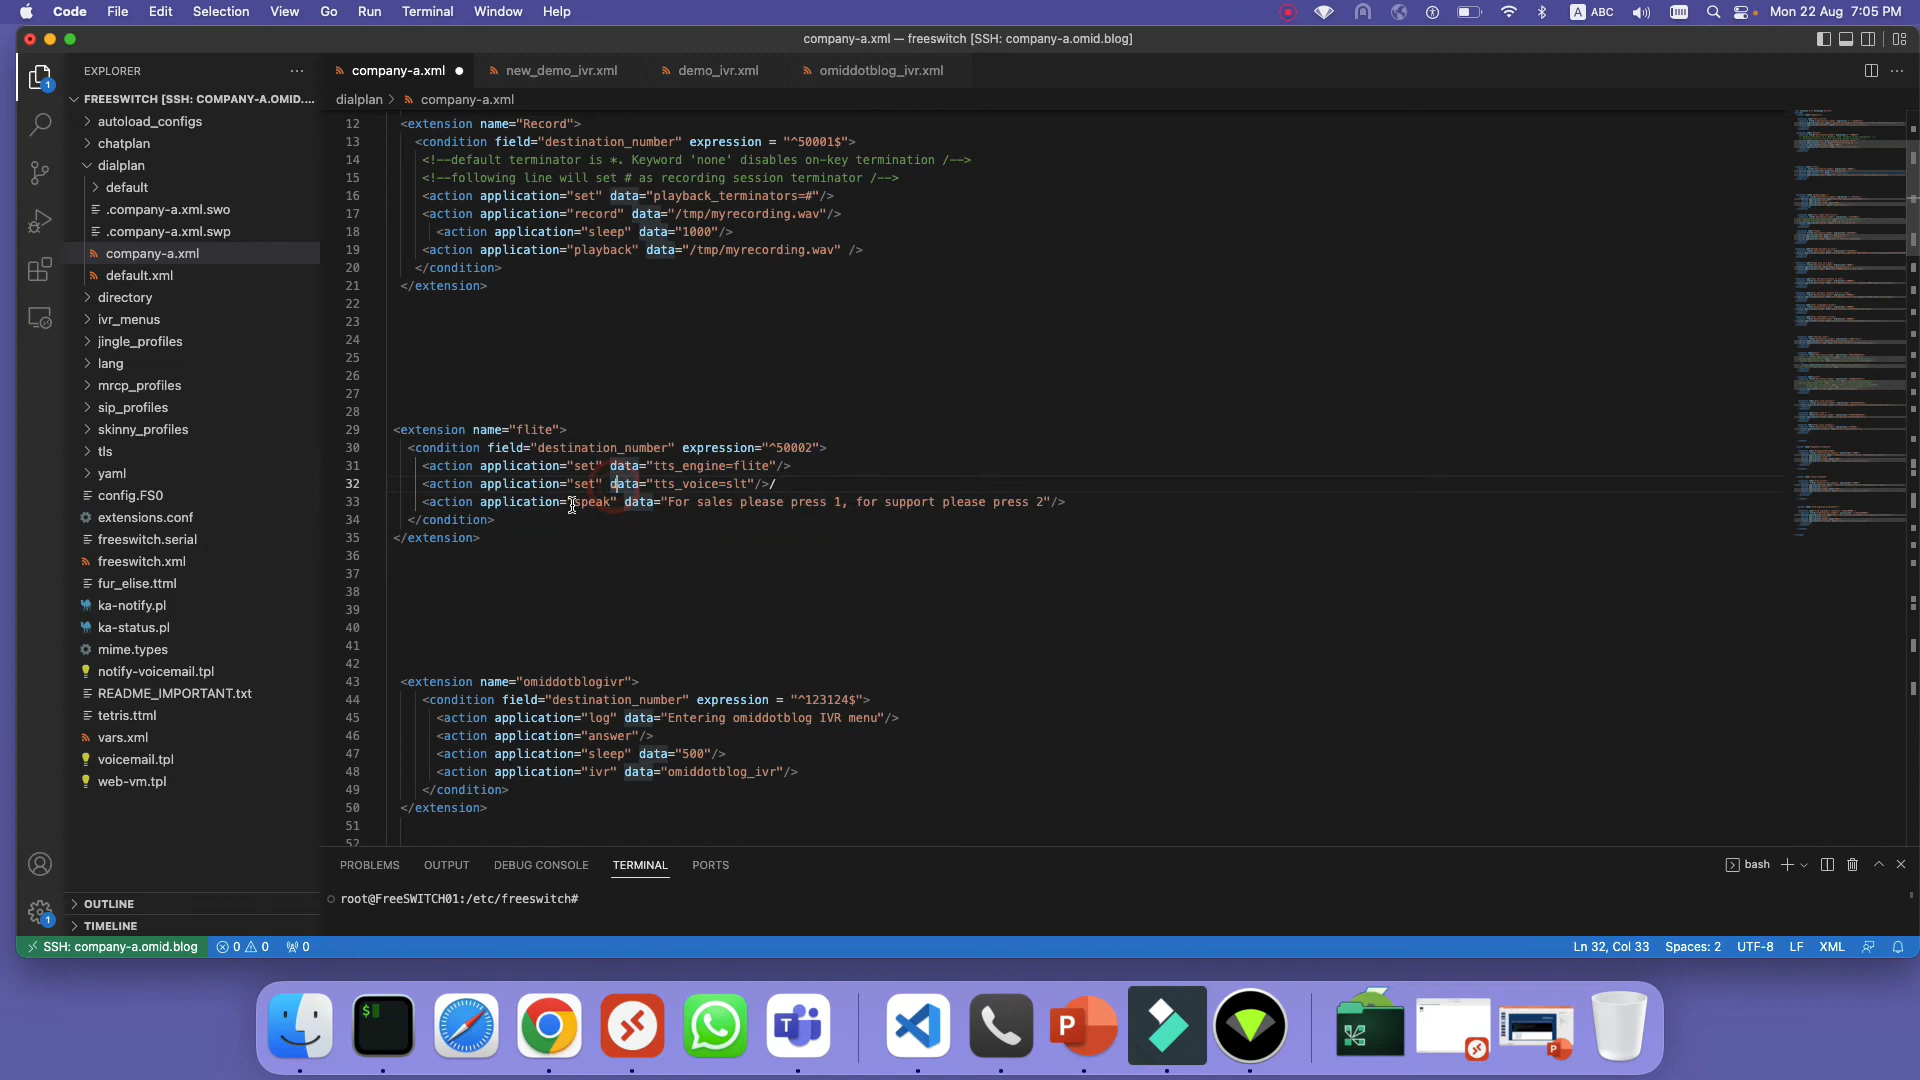 Code File Edit Selection View Go Run Terminal Window Help A ABC Mon 22 Aug 7:05 PM
company-a.xml — freeswitch [SSH: company-a.omid.blog]
EXPLORER
company-a.xml new_demo_ivr.xml demo_ivr.xml omiddotblog_ivr.xml
dialplan > company-a.xml
FREESWITCH [SSH: COMPANY-A.OMID....
autoload_configs
chatplan
dialplan
default
.company-a.xml.swo
.company-a.xml.swp
company-a.xml
default.xml
directory
ivr_menus
jingle_profiles
lang
mrcp_profiles
sip_profiles
skinny_profiles
tls
yaml
config.FS0
extensions.conf
freeswitch.serial
freeswitch.xml
fur_elise.ttml
ka-notify.pl
ka-status.pl
mime.types
notify-voicemail.tpl
README_IMPORTANT.txt
tetris.ttml
vars.xml
voicemail.tpl
web-vm.tpl
OUTLINE
TIMELINE
12 <extension name="Record">
13 <condition field="destination_number" expression = "^50001$">
14 <!--default terminator is *. Keyword 'none' disables on-key termination /-->
15 <!--following line will set # as recording session terminator /-->
16 <action application="set" data="playback_terminators=#"/>
17 <action application="record" data="/tmp/myrecording.wav"/>
18 <action application="sleep" data="1000"/>
19 <action application="playback" data="/tmp/myrecording.wav" />
20 </condition>
21 </extension>
22
23
24
25
26
27
28
29 <extension name="flite">
30 <condition field="destination_number" expression="^50002">
31 <action application="set" data="tts_engine=flite"/>
32 <action application="set" data="tts_voice=slt"/>/
33 <action application="speak" data="For sales please press 1, for support please press 2"/>
34 </condition>
35 </extension>
36
37
38
39
40
41
42
43 <extension name="omiddotblogivr">
44 <condition field="destination_number" expression = "^123124$">
45 <action application="log" data="Entering omiddotblog IVR menu"/>
46 <action application="answer"/>
47 <action application="sleep" data="500"/>
48 <action application="ivr" data="omiddotblog_ivr"/>
49 </condition>
50 </extension>
51
52
PROBLEMS OUTPUT DEBUG CONSOLE TERMINAL PORTS bash
root@FreeSWITCH01:/etc/freeswitch#
1
SSH: company-a.omid.blog 0 0 0 Ln 32, Col 33 Spaces: 2 UTF-8 LF XML